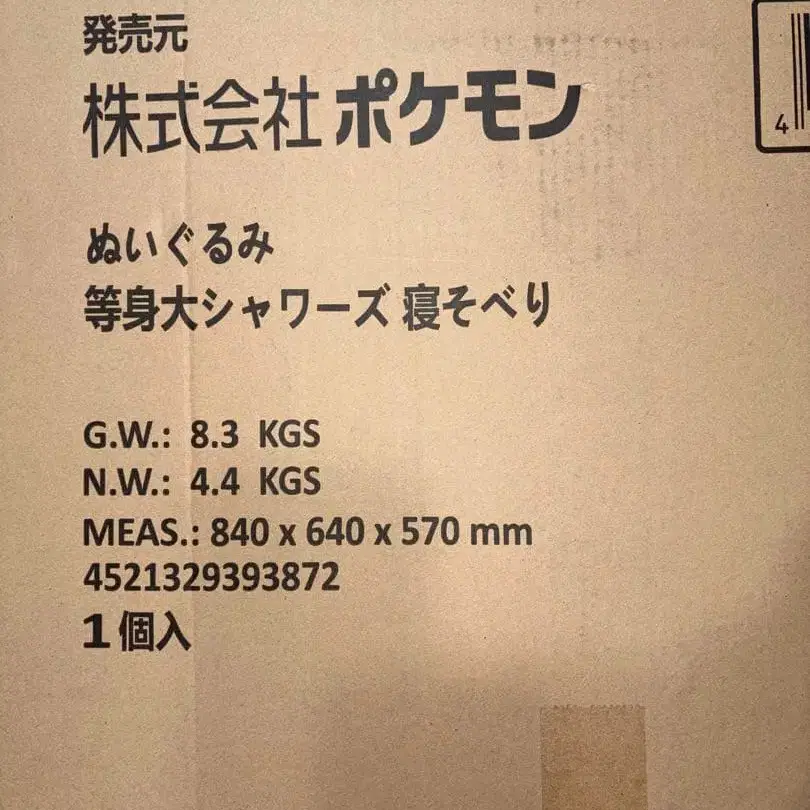 発売元
株式会社ポケモン
ぬいぐるみ
等身大シャワーズ 寝そべり
G.W.: 8.3 KGS
N.W.: 4.4 KGS
MEAS.: 840 x 640 x 570 mm
4521329393872
1個入
4